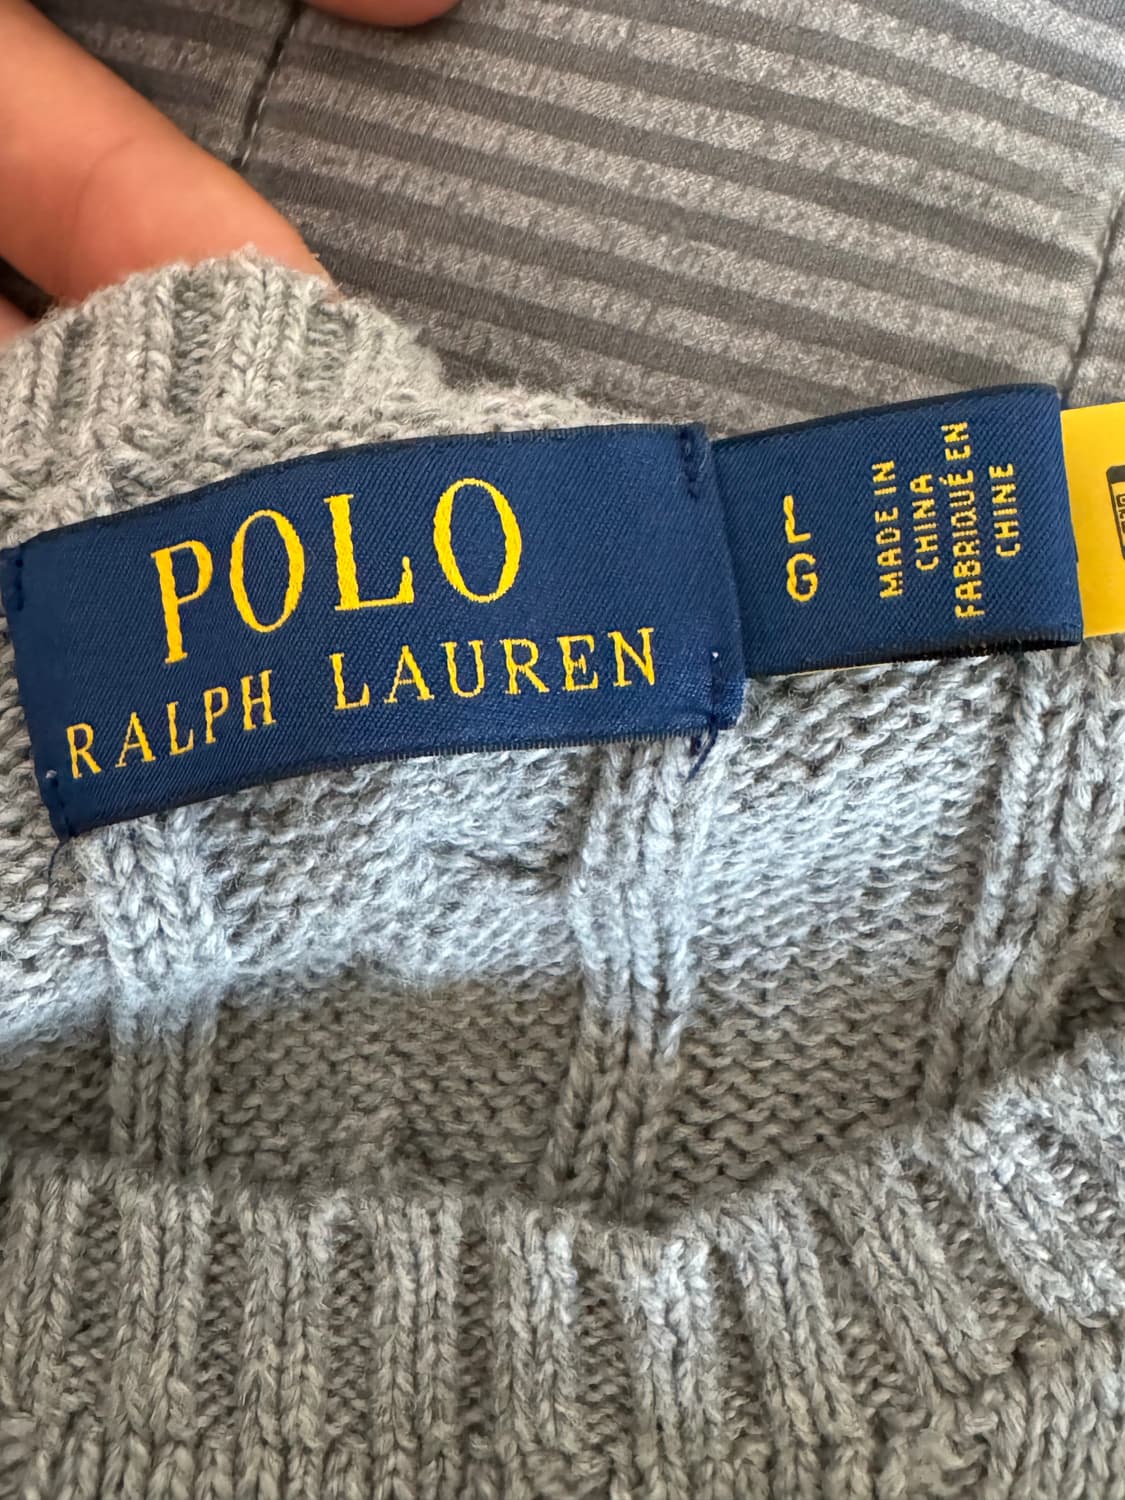 POLO
RALPH LAUREN
L
G
MADE IN
CHINA
FABRIQUÉ EN
CHINE